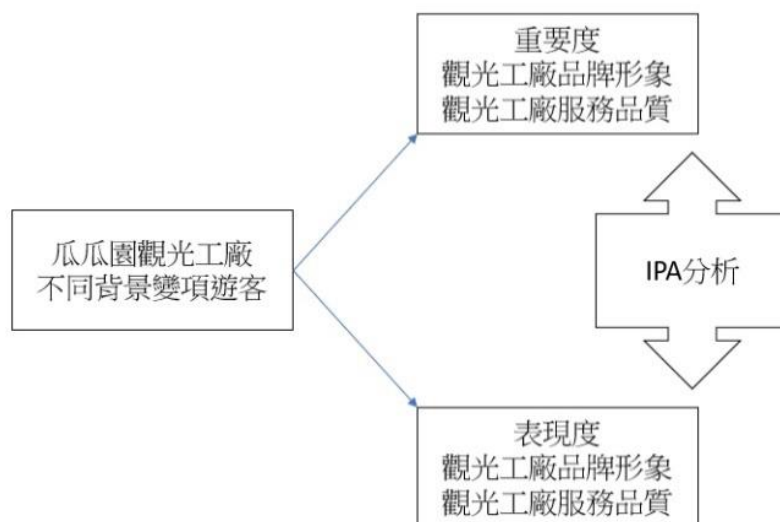 重要度
觀光工廠品牌形象
觀光工廠服務品質
瓜瓜園觀光工廠
不同背景變項遊客
IPA分析
表現度
觀光工廠品牌形象
觀光工廠服務品質